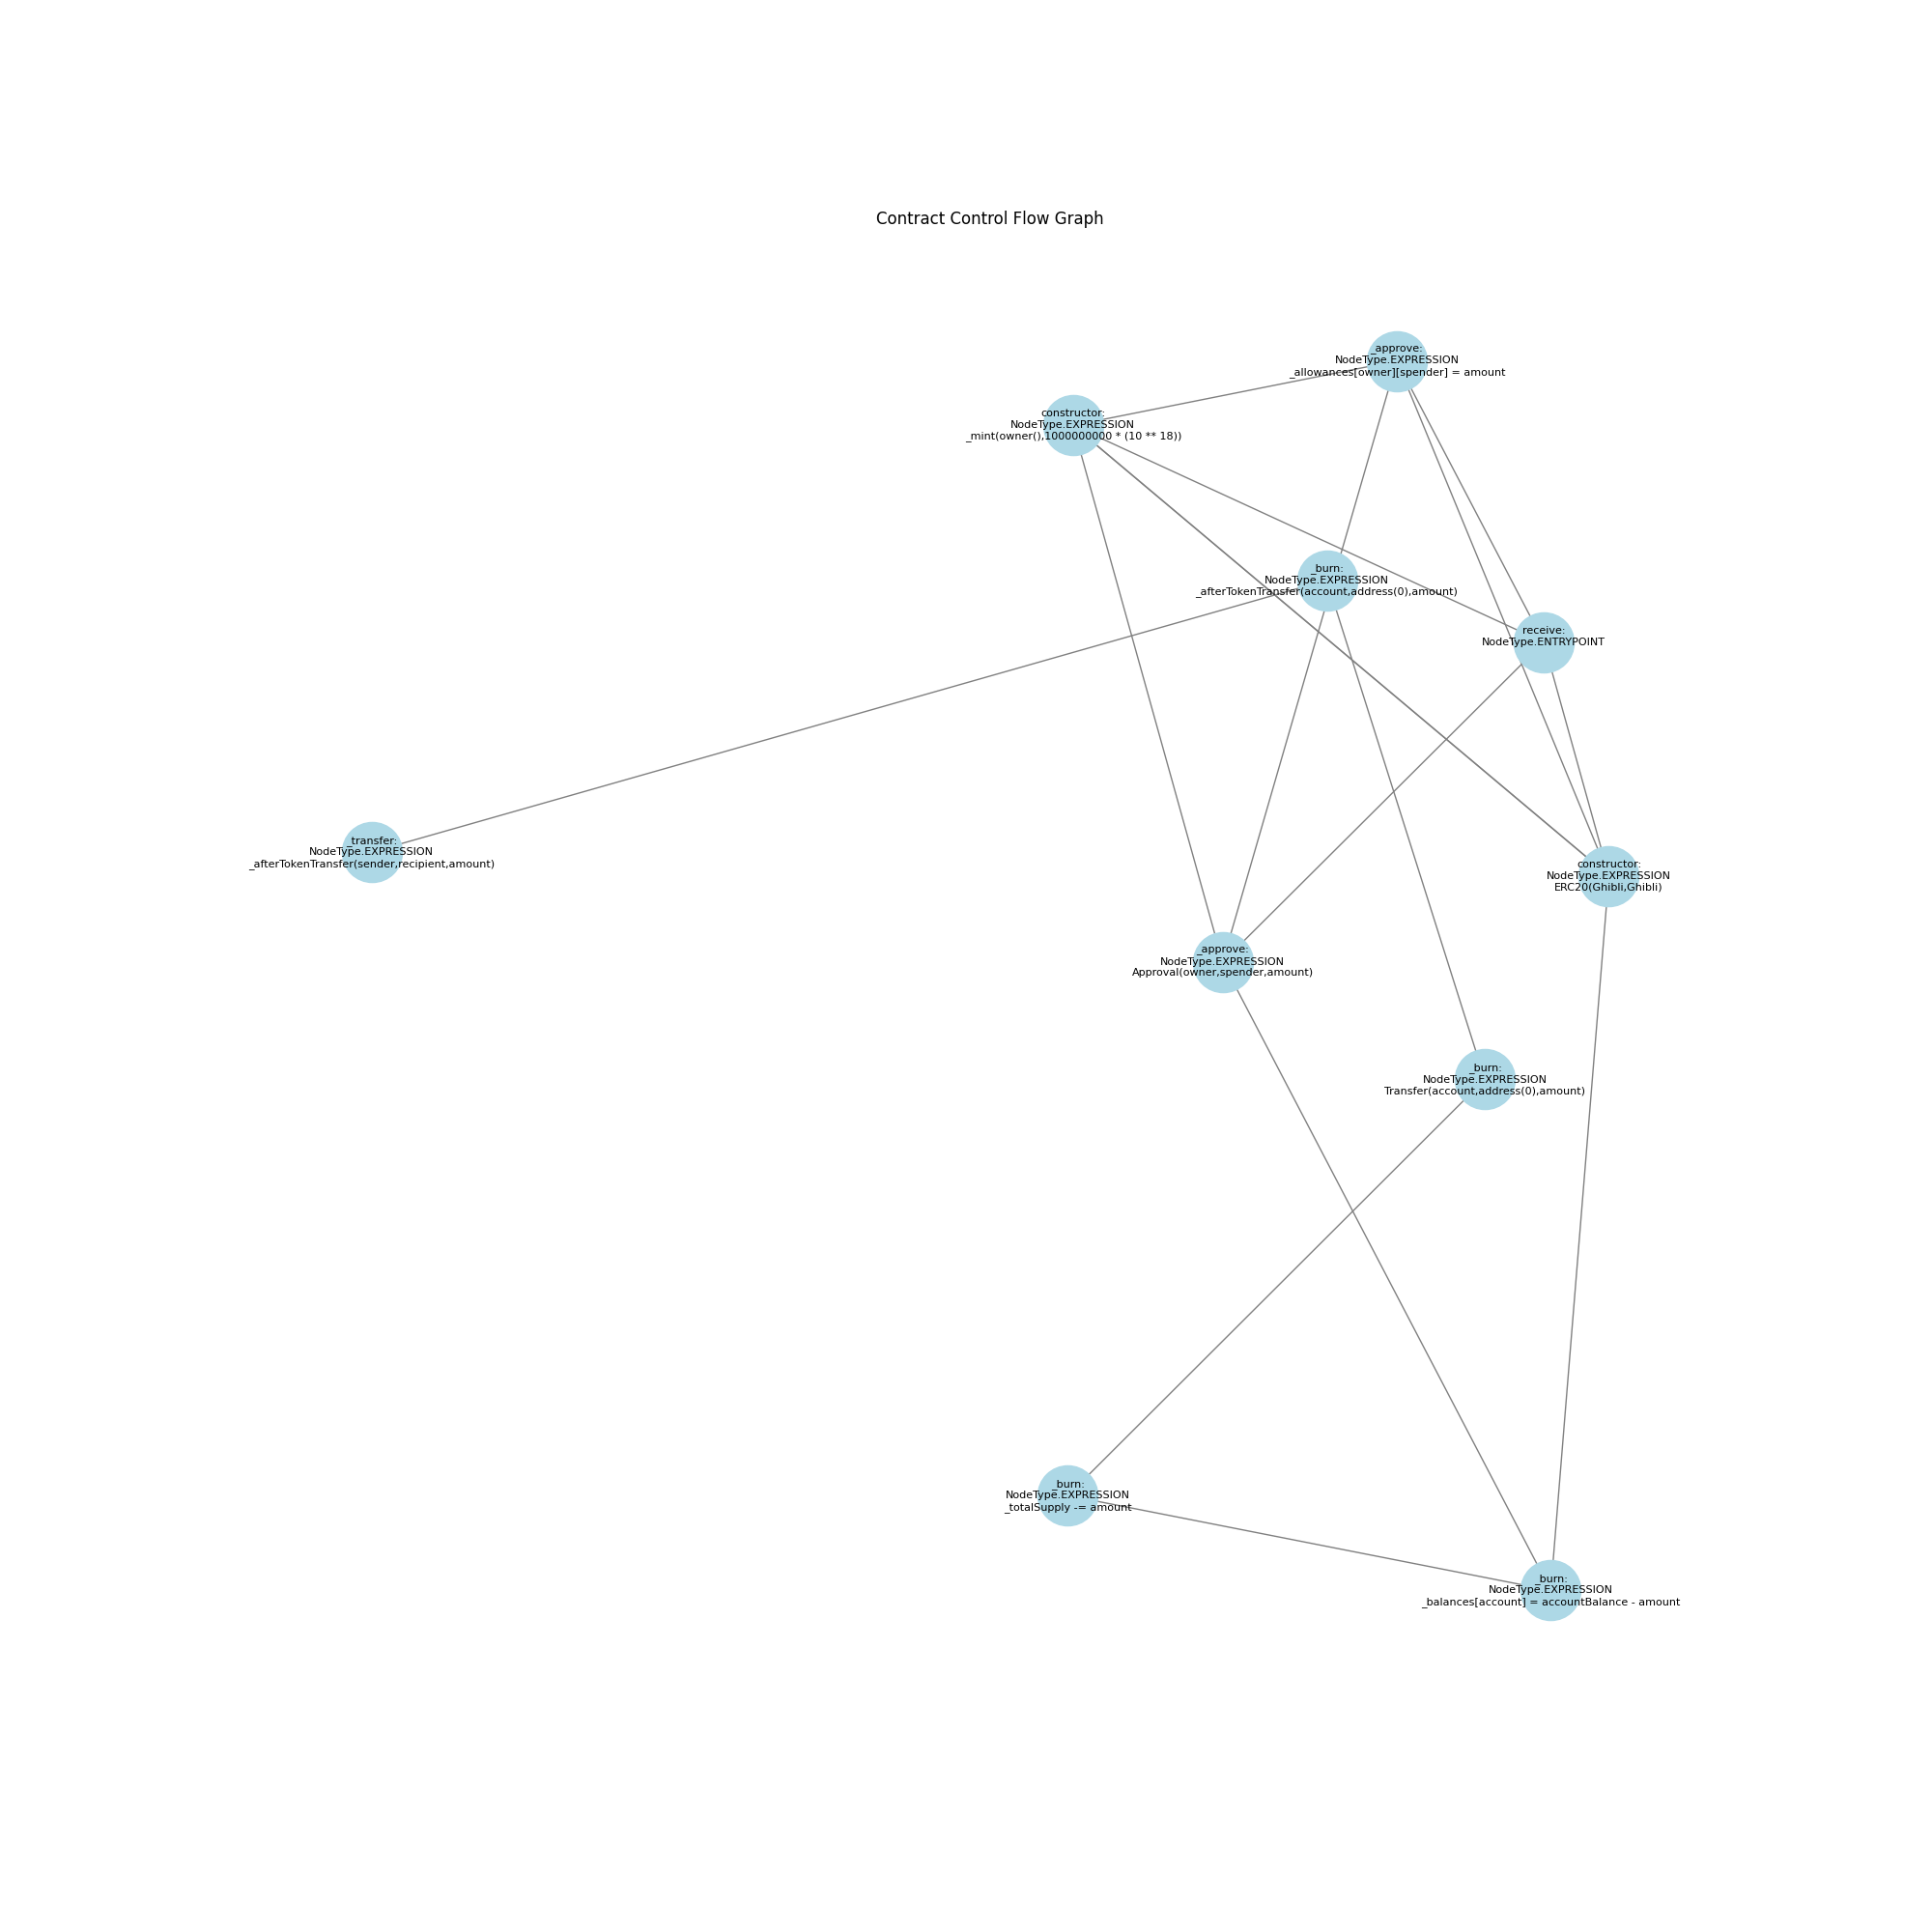 Contract Control Flow Graph
_approve:
NodeType.EXPRESSION
_allowances[owner][spender] = amount
constructor:
NodeType.EXPRESSION
_mint(owner(),1000000000 * (10 ** 18))
_burn:
NodeType.EXPRESSION
_afterTokenTransfer(account,address(0),amount)
receive:
NodeType.ENTRYPOINT
_transfer:
NodeType.EXPRESSION
_afterTokenTransfer(sender,recipient,amount)
constructor:
NodeType.EXPRESSION
ERC20(Ghibli,Ghibli)
_approve:
NodeType.EXPRESSION
Approval(owner,spender,amount)
_burn:
NodeType.EXPRESSION
Transfer(account,address(0),amount)
_burn:
NodeType.EXPRESSION
_totalSupply -= amount
_burn:
NodeType.EXPRESSION
_balances[account] = accountBalance - amount